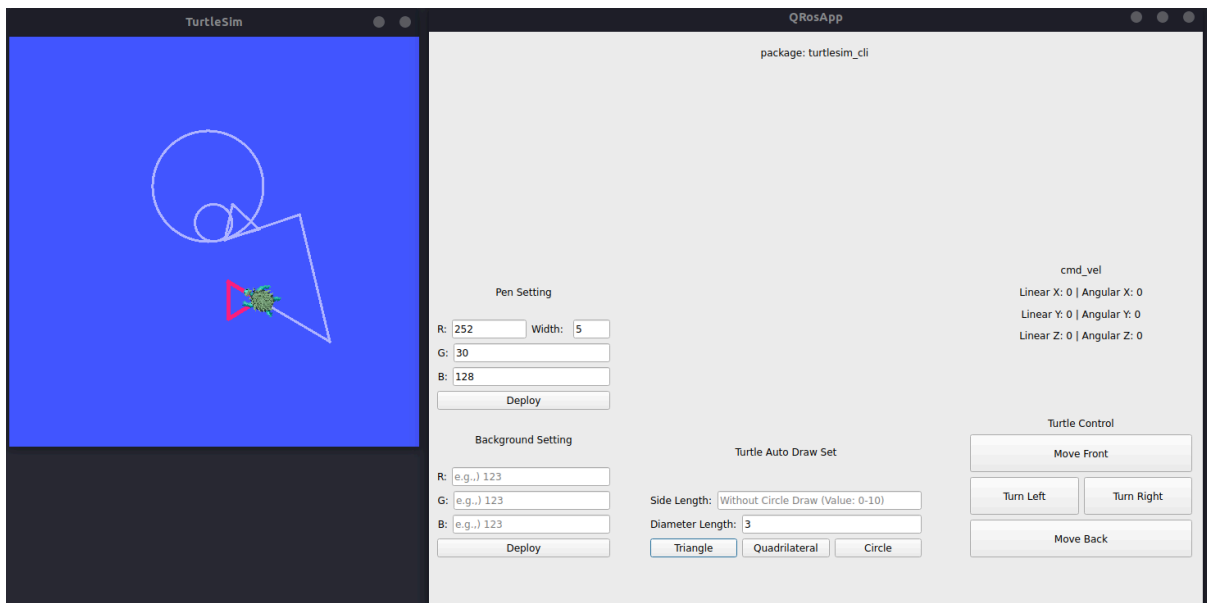 TurtleSim
QRosApp
package: turtlesim_cli
cmd_vel
Linear X: 0 | Angular X: 0
Linear Y: 0 | Angular Y: 0
Linear Z: 0 | Angular Z: 0
Pen Setting
R: 252 Width: 5
G: 30
B: 128
Deploy
Background Setting
R: e.g.,) 123
G: e.g.,) 123
B: e.g.,) 123
Deploy
Turtle Auto Draw Set
Side Length: Without Circle Draw (Value: 0-10)
Diameter Length: 3
Triangle Quadrilateral Circle
Turtle Control
Move Front
Turn Left Turn Right
Move Back